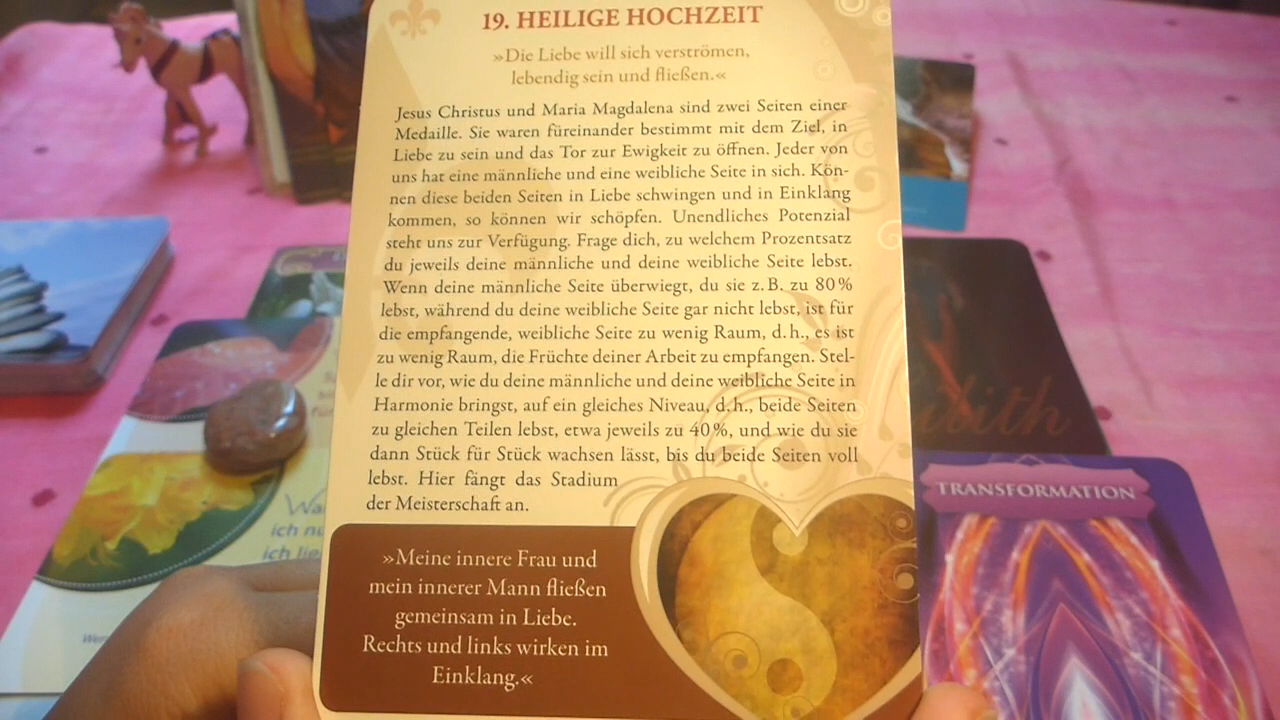 19. HEILIGE HOCHZEIT
»Die Liebe will sich verströmen,
lebendig sein und fließen.«
Jesus Christus und Maria Magdalena sind zwei Seiten einer
Medaille. Sie waren füreinander bestimmt mit dem Ziel, in
Liebe zu sein und das Tor zur Ewigkeit zu öffnen. Jeder von
uns hat eine männliche und eine weibliche Seite in sich. Kön-
nen diese beiden Seiten in Liebe schwingen und in Einklang
kommen, so können wir schöpfen. Unendliches Potenzial
steht uns zur Verfügung. Frage dich, zu welchem Prozentsatz
du jeweils deine männliche und deine weibliche Seite lebst.
Wenn deine männliche Seite überwiegt, du sie z. B. zu 80 %
lebst, während du deine weibliche Seite gar nicht lebst, ist für
die empfangende, weibliche Seite zu wenig Raum, d. h., es ist
zu wenig Raum, die Früchte deiner Arbeit zu empfangen. Stel-
le dir vor, wie du deine männliche und deine weibliche Seite in
Harmonie bringst, auf ein gleiches Niveau, d. h., beide Seiten
zu gleichen Teilen lebst, etwa jeweils zu 40 %, und wie du sie
dann Stück für Stück wachsen lässt, bis du beide Seiten voll
lebst. Hier fängt das Stadium
der Meisterschaft an.
»Meine innere Frau und
mein innerer Mann fließen
gemeinsam in Liebe.
Rechts und links wirken im
Einklang.«
ich
ich
TRANSFORMATION